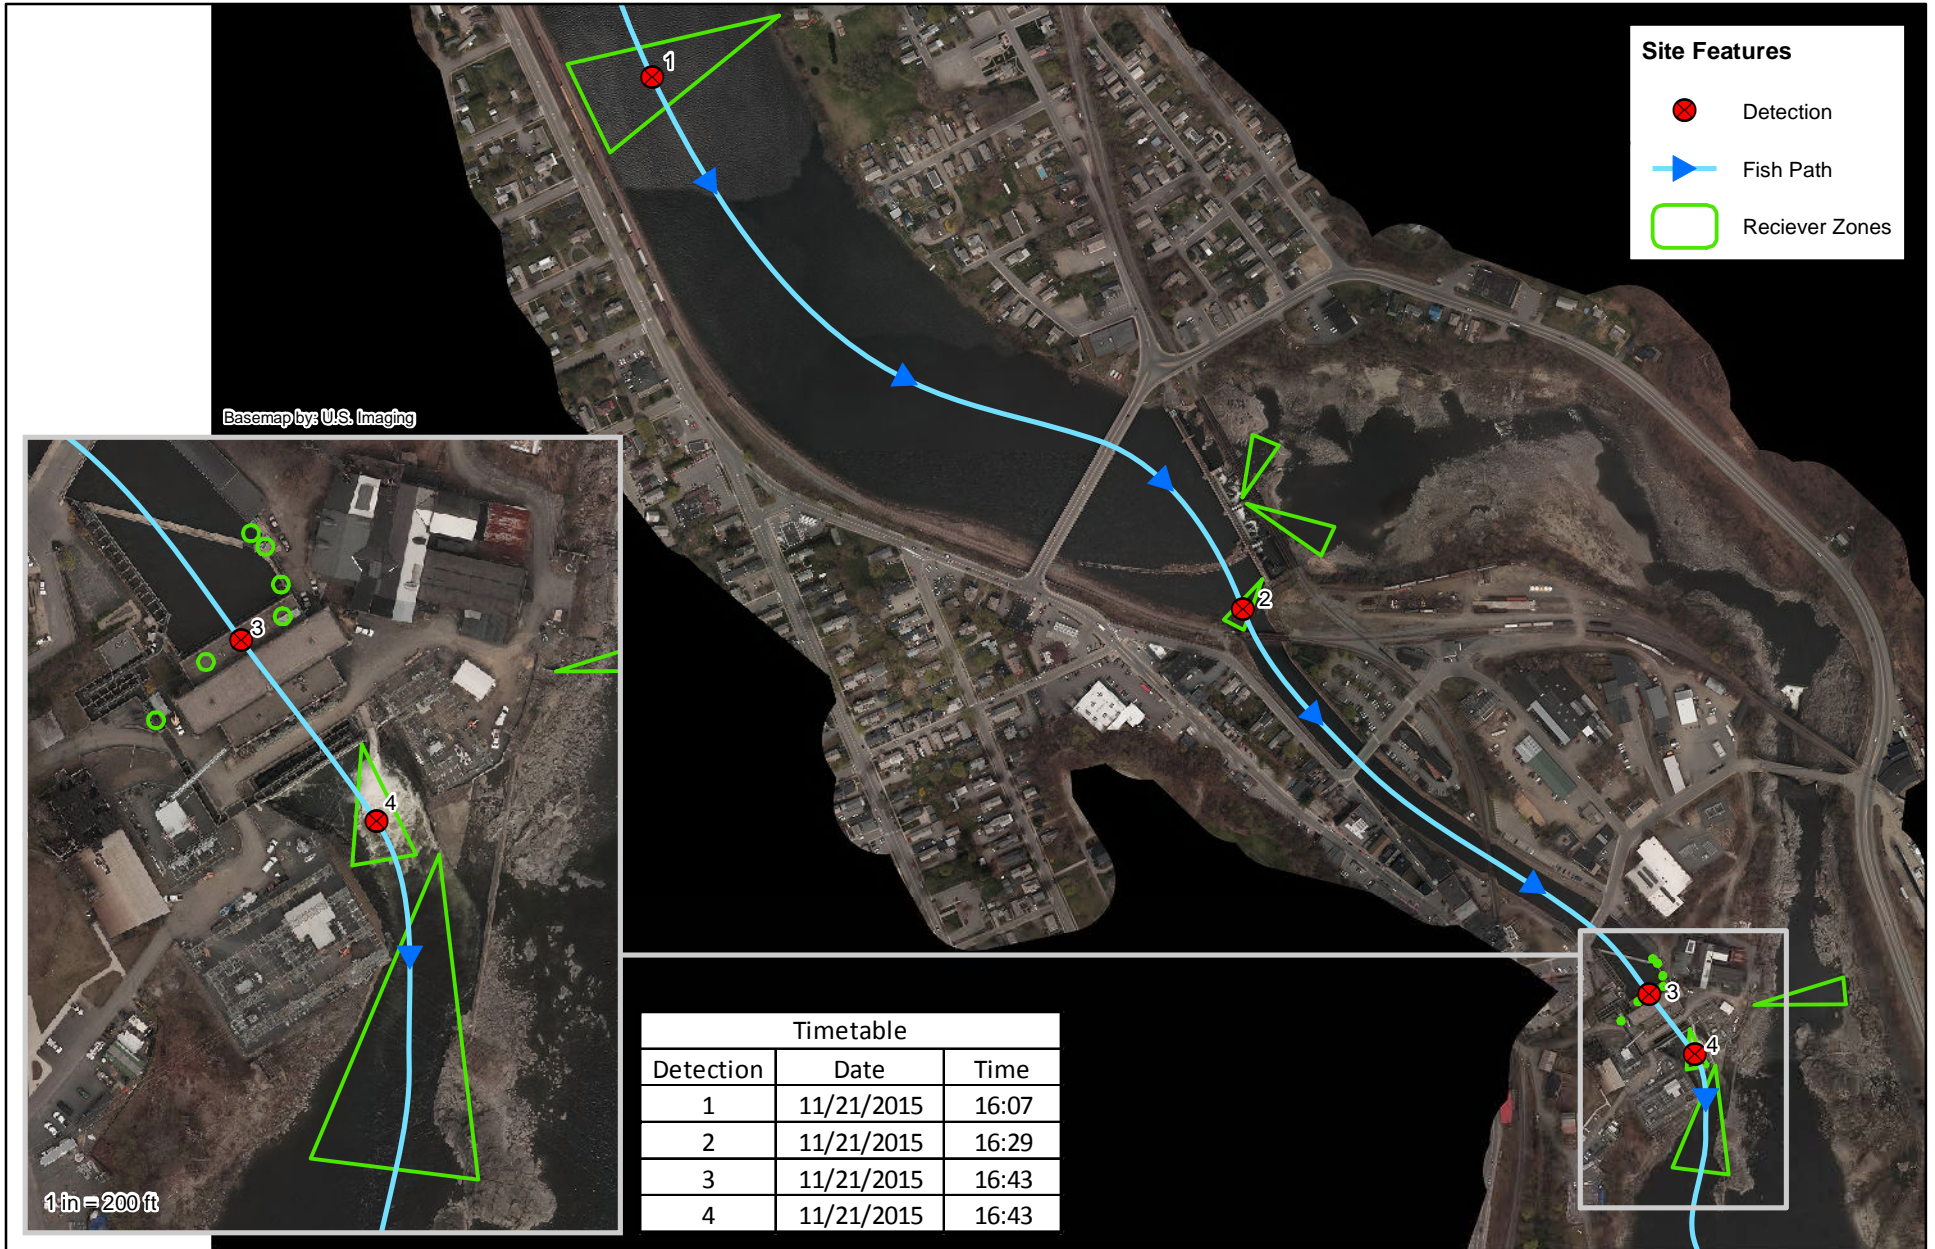 Site Features
Detection
Fish Path
Reciever Zones
1
2
3
4
Basemap by: U.S. Imaging
3
4
1 in = 200 ft
Timetable
Detection Date Time
1 11/21/2015 16:07
2 11/21/2015 16:29
3 11/21/2015 16:43
4 11/21/2015 16:43